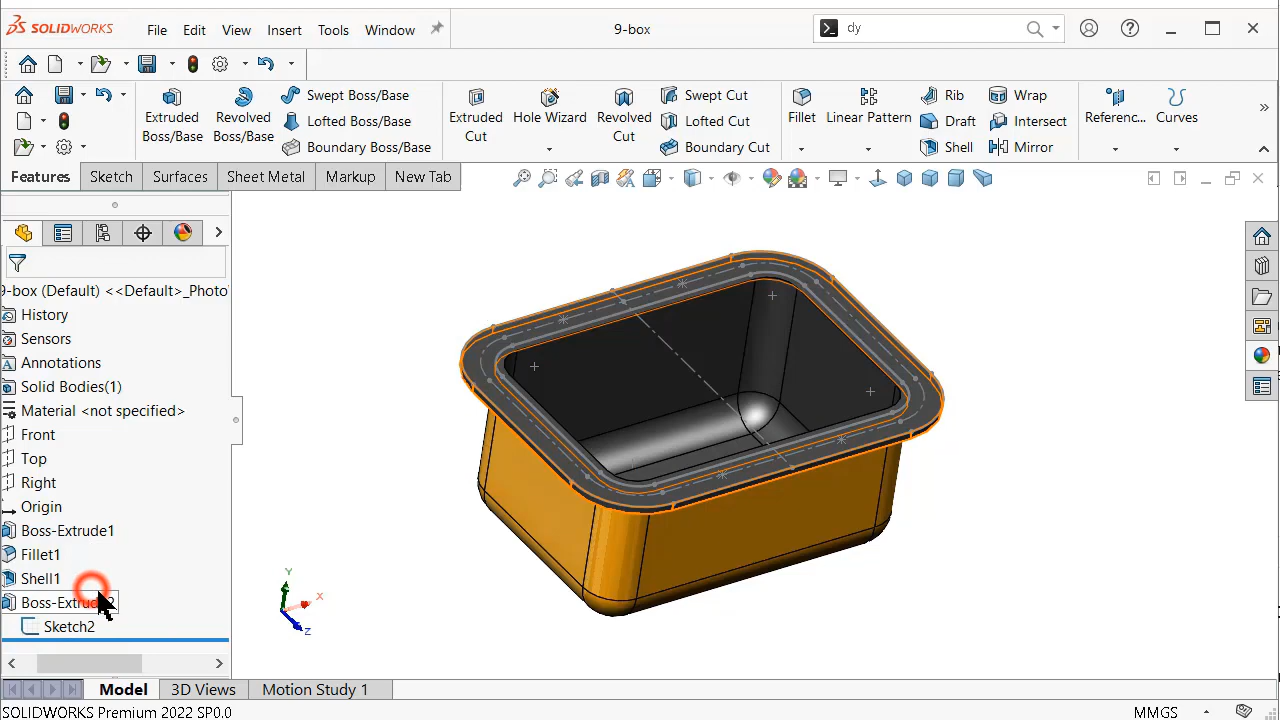 SOLIDWORKS File Edit View Insert Tools Window 9-box dy
Swept Boss/Base Swept Cut Rib Wrap
Extruded Boss/Base Revolved Boss/Base Lofted Boss/Base Extruded Cut Hole Wizard Revolved Cut Lofted Cut Fillet Linear Pattern Draft Intersect Referenc... Curves
Boundary Boss/Base Boundary Cut Shell Mirror
Features Sketch Surfaces Sheet Metal Markup New Tab
9-box (Default) <<Default>_Photo
History
Sensors
Annotations
Solid Bodies(1)
Material <not specified>
Front
Top
Right
Origin
Boss-Extrude1
Fillet1
Shell1
Boss-Extrude2
Sketch2
Y
X
Z
Model 3D Views Motion Study 1
SOLIDWORKS Premium 2022 SP0.0 MMGS